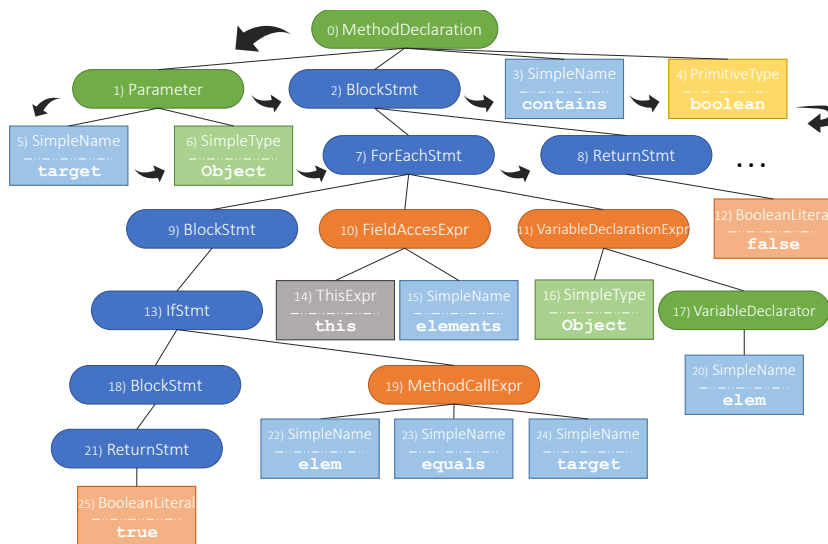 0) MethodDeclaration
1) Parameter
2) BlockStmt
3) SimpleName
contains
4) PrimitiveType
boolean
5) SimpleName
target
6) SimpleType
Object
7) ForEachStmt
8) ReturnStmt
...
9) BlockStmt
10) FieldAccesExpr
11) VariableDeclarationExpr
12) BooleanLiteral
false
13) IfStmt
14) ThisExpr
this
15) SimpleName
elements
16) SimpleType
Object
17) VariableDeclarator
18) BlockStmt
19) MethodCallExpr
20) SimpleName
elem
21) ReturnStmt
22) SimpleName
elem
23) SimpleName
equals
24) SimpleName
target
25) BooleanLiteral
true